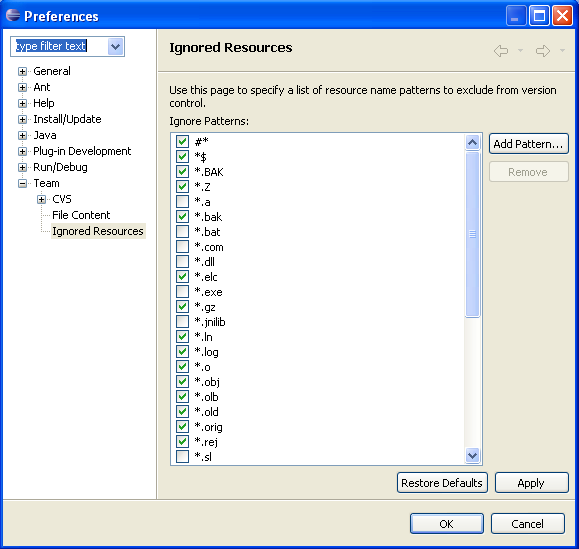 Preferences
type filter text
General
Ant
Help
Install/Update
Java
Plug-in Development
Run/Debug
Team
CVS
File Content
Ignored Resources
Ignored Resources
Use this page to specify a list of resource name patterns to exclude from version
control.
Ignore Patterns:
#*
*$
*.BAK
*.Z
*.a
*.bak
*.bat
*.com
*.dll
*.elc
*.exe
*.gz
*.jnilib
*.ln
*.log
*.o
*.obj
*.olb
*.old
*.orig
*.rej
*.sl
Add Pattern...
Remove
Restore Defaults
Apply
OK
Cancel